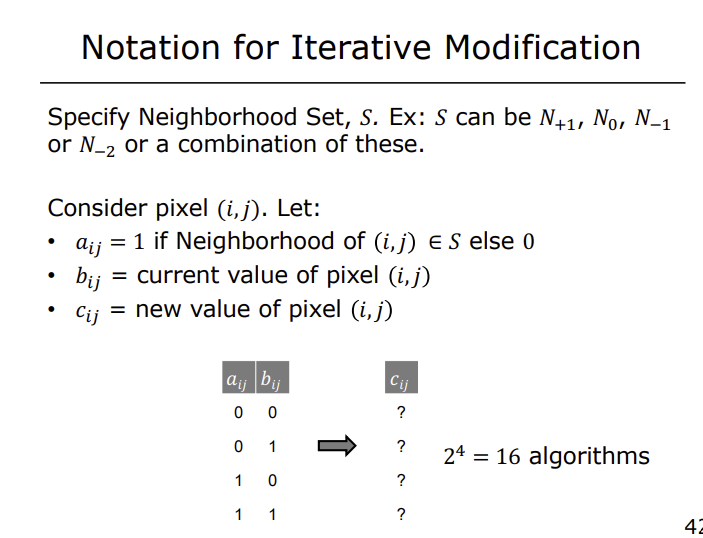 Notation for Iterative Modification
Specify Neighborhood Set, S. Ex: S can be N₊₁, N₀, N₋₁
or N₋₂ or a combination of these.
Consider pixel (i,j). Let:
• aᵢⱼ = 1 if Neighborhood of (i,j) ∈ S else 0
• bᵢⱼ = current value of pixel (i,j)
• cᵢⱼ = new value of pixel (i,j)
aᵢⱼ bᵢⱼ cᵢⱼ
0 0 ?
0 1 ?
2⁴ = 16 algorithms
1 0 ?
1 1 ?
42